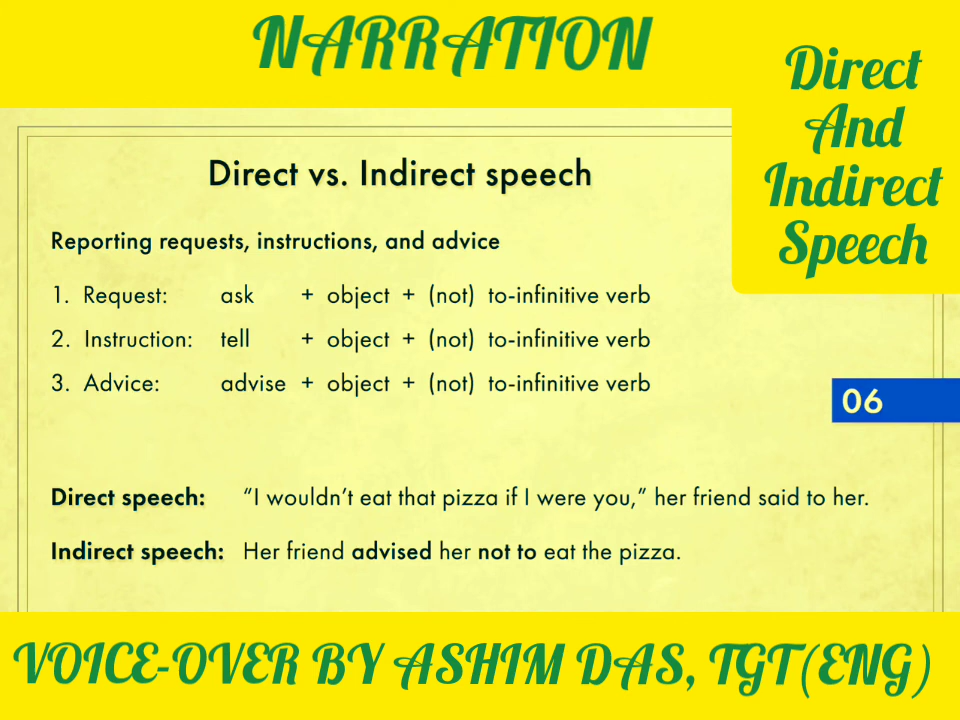 NARRATION
Direct
And
Indirect
Speech
Direct vs. Indirect speech
Reporting requests, instructions, and advice
1. Request: ask + object + (not) to-infinitive verb
2. Instruction: tell + object + (not) to-infinitive verb
3. Advice: advise + object + (not) to-infinitive verb
06
Direct speech: “I wouldn’t eat that pizza if I were you,” her friend said to her.
Indirect speech: Her friend advised her not to eat the pizza.
VOICE-OVER BY ASHIM DAS, TGT(ENG)